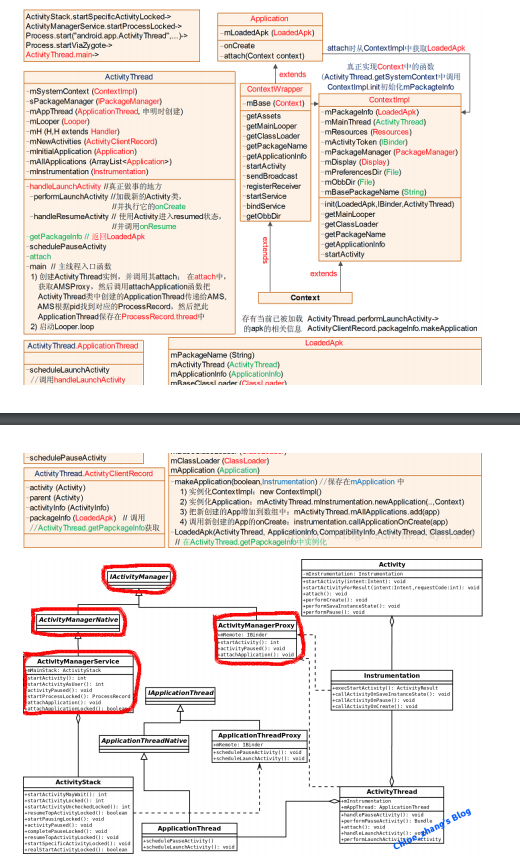 ActivityStack.startSpecificActivityLocked->
ActivityManagerService.startProcessLocked->
Process.start("android.app.ActivityThread",…)->
Process.startViaZygote->
ActivityThread.main->
Application
mLoadedApk (LoadedApk)
onCreate
attach(Context context)
attach时从ContextImpl中获取LoadedApk
真正实现Context中的函数
(ActivityThread.getSystemContext中调用
ContextImpl.init初始化mPackageInfo
extends
ActivityThread
mSystemContext (ContextImpl)
sPackageManager (IPackageManager)
mAppThread (ApplicationThread, 申明时创建)
mLooper (Looper)
mH (H,H extends Handler)
mNewActivities (ActivityClientRecord)
mInitialApplication (Application)
mAllApplications (ArrayList<Application>)
mInstrumentation (Instrumentation)
handleLaunchActivity //真正做事的地方
performLaunchActivity //加载新的Activity类,
//并执行它的onCreate
handleResumeActivity // 使Activity进入resumed状态,
//并调用onResume
getPackageInfo // 返回LoadedApk
schedulePauseActivity
attach
main // 主线程入口函数
1) 创建ActivityThread实例, 并调用其attach; 在attach中,
获取AMSProxy, 然后调用attachApplication函数把
ActivityThread类中创建的ApplicationThread传递给AMS,
AMS根据pid找到对应的ProcessRecord, 然后把此
ApplicationThread保存在ProcessRecord.thread中
2) 启动Looper.loop
ContextWrapper
mBase (Context)
getAssets
getMainLooper
getClassLoader
getPackageName
getApplicationInfo
startActivity
sendBroadcast
registerReceiver
startService
bindService
getObbDir
ContextImpl
mPackageInfo (LoadedApk)
mMainThread (ActivityThread)
mResources (Resources)
mActivityToken (IBinder)
mPackageManager (PackageManager)
mDisplay (Display)
mPreferencesDir (File)
mObbDir (File)
mBasePackageName (String)
init(LoadedApk,IBinder,ActivityThread)
getMainLooper
getClassLoader
getPackageName
getApplicationInfo
startActivity
extends
extends
Context
存有当前已被加载 ActivityThread.performLaunchActivity->
的apk的相关信息 ActivityClientRecord.packageInfo.makeApplication
ActivityThread.ApplicationThread
scheduleLaunchActivity
//调用handleLaunchActivity
LoadedApk
mPackageName (String)
mActivityThread (ActivityThread)
mApplicationInfo (ApplicationInfo)
mBaseClassLoader (ClassLoader)
schedulePauseActivity
ActivityThread.ActivityClientRecord
activity (Activity)
parent (Activity)
activityInfo (ActivityInfo)
packageInfo (LoadedApk) // 调用
//ActivityThread.getPapckageInfo获取
mClassLoader (ClassLoader)
mApplication (Application)
makeApplication(boolean,Instrumentation) //保存在mApplication 中
1) 实例化ContextImpl: new ContextImpl()
2) 实例化Application: mActivityThread.mInstrumentation.newApplication(..,Context)
3) 把新创建的App增加到数组中: mActivityThread.mAllApplications.add(app)
4) 调用新创建的App的onCreate: instrumentation.callApplicationOnCreate(app)
LoadedApk(ActivityThread, ApplicationInfo,CompatibilityInfo,ActivityThread, ClassLoader)
// 在ActivityThread.getPapckageInfo中实例化
IActivityManager
ActivityManagerNative
ActivityManagerService
mMainStack: ActivityStack
startActivity(): int
startActivityAsUser(): int
activityPaused(): void
startProcessLocked(): ProcessRecord
attachApplication(): void
attachApplicationLocked(): boolean
ActivityManagerProxy
mRemote: IBinder
startActivity(): int
activityPaused(): void
attachApplication(): void
Activity
mInstrumentation: Instrumentation
startActivity(intent:Intent): void
startActivityForResult(intent:Intent,requestCode:int): void
attach(): void
performCreate(): void
performSaveInstanceState(): void
performPause(): void
Instrumentation
execStartActivity(): ActivityResult
callActivityOnSaveInstanceState(): void
callActivityOnPause(): void
callActivityOnCreate(): void
IApplicationThread
ApplicationThreadNative
ApplicationThreadProxy
mRemote: IBinder
schedulePauseActivity(): void
scheduleLaunchActivity(): void
ActivityStack
startActivityMayWait(): int
startActivityLocked(): int
startActivityUncheckedLocked(): int
resumeTopActivityLocked(): boolean
startPausingLocked(): void
activityPaused(): void
completePauseLocked(): void
resumeTopActivityLocked(): void
startSpecificActivityLocked(): void
realStartActivityLocked(): boolean
ApplicationThread
schedulePauseActivity()
scheduleLaunchActivity(): void
ActivityThread
mInstrumentation
mAppThread: ApplicationThread
handlePauseActivity(): void
performPauseActivity(): Bundle
attach(): void
handleLaunchActivity(): void
Chips_zhang's Blog